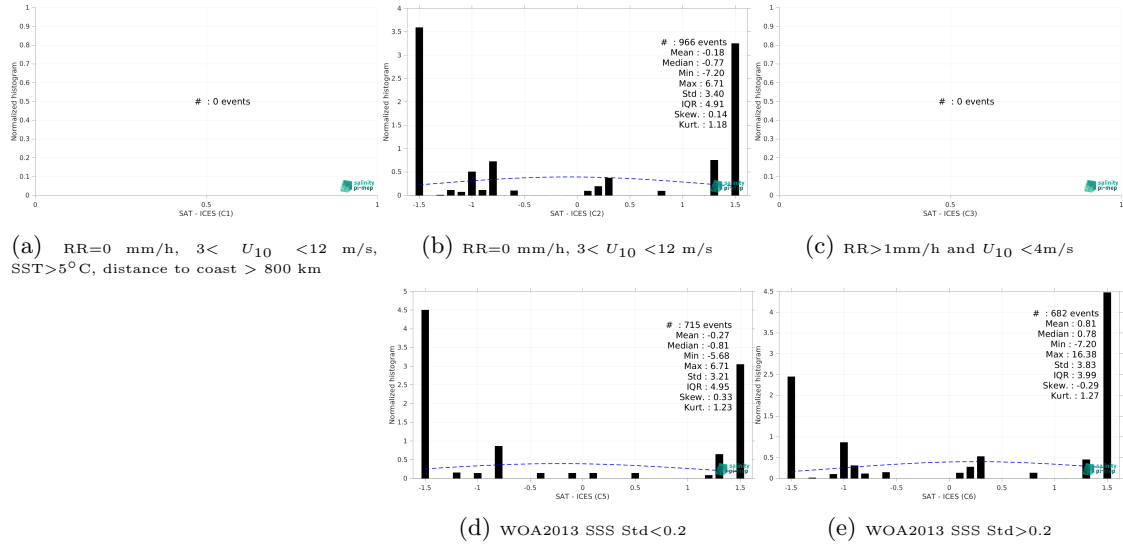 1
0.9
0.8
0.7
0.6
0.5
0.4
0.3
0.2
0.1
0
Normalized histogram
# : 0 events
salinity
pi-mep
0 0.5 1
SAT - ICES (C1)
(a) RR=0 mm/h, 3< U10 <12 m/s,
SST>5°C, distance to coast > 800 km
4
3.5
3
2.5
2
1.5
1
0.5
0
Normalized histogram
# : 966 events
Mean : -0.18
Median : -0.77
Min : -7.20
Max : 6.71
Std : 3.40
IQR : 4.91
Skew. : 0.14
Kurt. : 1.18
salinity
pi-mep
-1.5 -1 -0.5 0 0.5 1 1.5
SAT - ICES (C2)
(b) RR=0 mm/h, 3< U10 <12 m/s
1
0.9
0.8
0.7
0.6
0.5
0.4
0.3
0.2
0.1
0
Normalized histogram
# : 0 events
salinity
pi-mep
0 0.5 1
SAT - ICES (C3)
(c) RR>1mm/h and U10 <4m/s
5
4.5
4
3.5
3
2.5
2
1.5
1
0.5
0
Normalized histogram
# : 715 events
Mean : -0.27
Median : -0.81
Min : -5.68
Max : 6.71
Std : 3.21
IQR : 4.95
Skew. : 0.33
Kurt. : 1.23
salinity
pi-mep
-1.5 -1 -0.5 0 0.5 1 1.5
SAT - ICES (C5)
(d) WOA2013 SSS Std<0.2
4.5
4
3.5
3
2.5
2
1.5
1
0.5
0
Normalized histogram
# : 682 events
Mean : 0.81
Median : 0.78
Min : -7.20
Max : 16.38
Std : 3.83
IQR : 3.99
Skew. : -0.29
Kurt. : 1.27
salinity
pi-mep
-1.5 -1 -0.5 0 0.5 1 1.5
SAT - ICES (C6)
(e) WOA2013 SSS Std>0.2